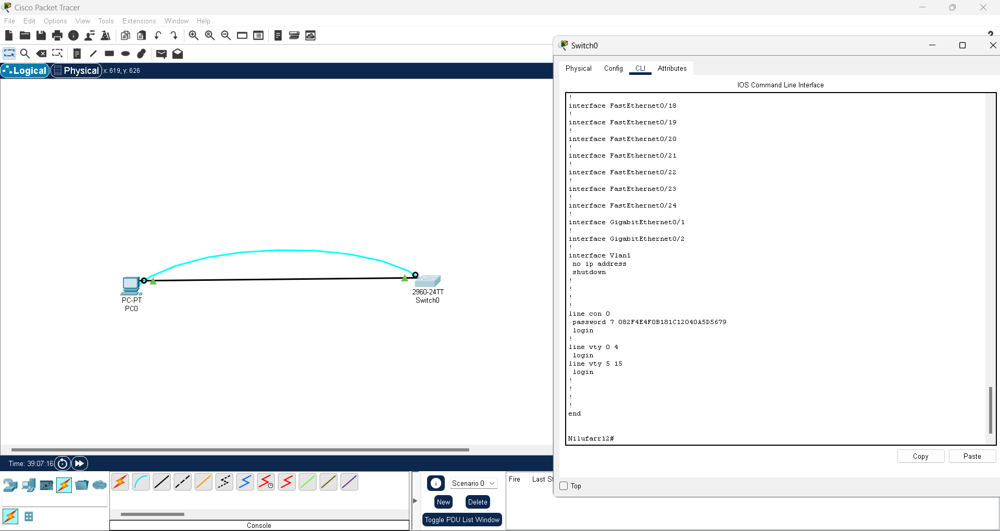 Cisco Packet Tracer
File Edit Options View Tools Extensions Window Help
Logical Physical x: 619, y: 626
PC-PT
PC0
2960-24TT
Switch0
Time: 39:07:16
Console
Scenario 0
New Delete
Toggle PDU List Window
Fire Last St
?
Switch0
Physical Config CLI Attributes
IOS Command Line Interface
!
interface FastEthernet0/18
!
interface FastEthernet0/19
!
interface FastEthernet0/20
!
interface FastEthernet0/21
!
interface FastEthernet0/22
!
interface FastEthernet0/23
!
interface FastEthernet0/24
!
interface GigabitEthernet0/1
!
interface GigabitEthernet0/2
!
interface Vlan1
no ip address
shutdown
!
!
!
!
line con 0
password 7 082F4E4F0B181C12040A5D5679
login
!
line vty 0 4
login
line vty 5 15
login
!
!
!
!
end
Nilufarr12#
Copy Paste
Top